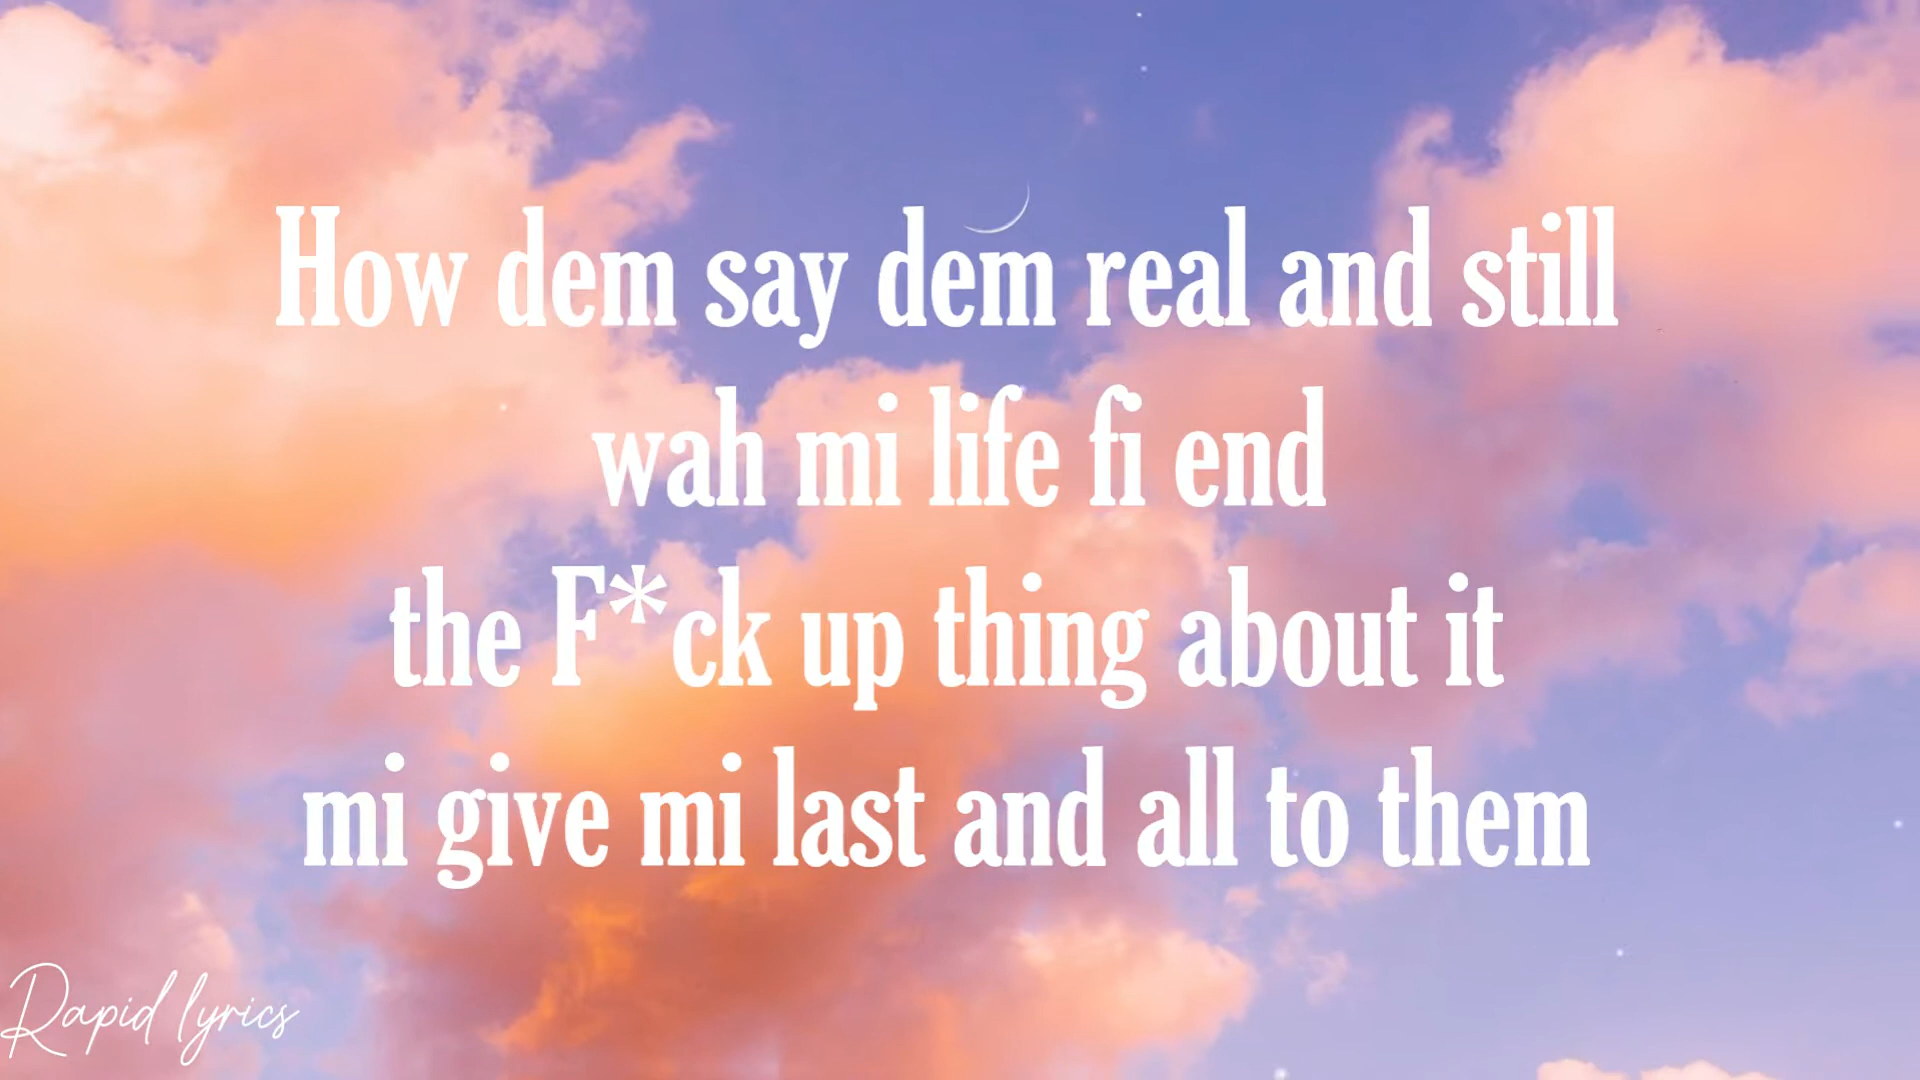 How dem say dem real and still
wah mi life fi end
the F*ck up thing about it
mi give mi last and all to them
Rapid lyrics